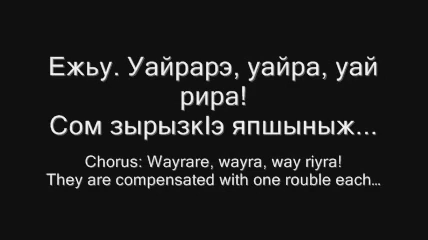 Ежьу. Уайрарэ, уайра, уай
рира!
Сом зырызкӀэ япшыныж...
Chorus: Wayrare, wayra, way riyra!
They are compensated with one rouble each...